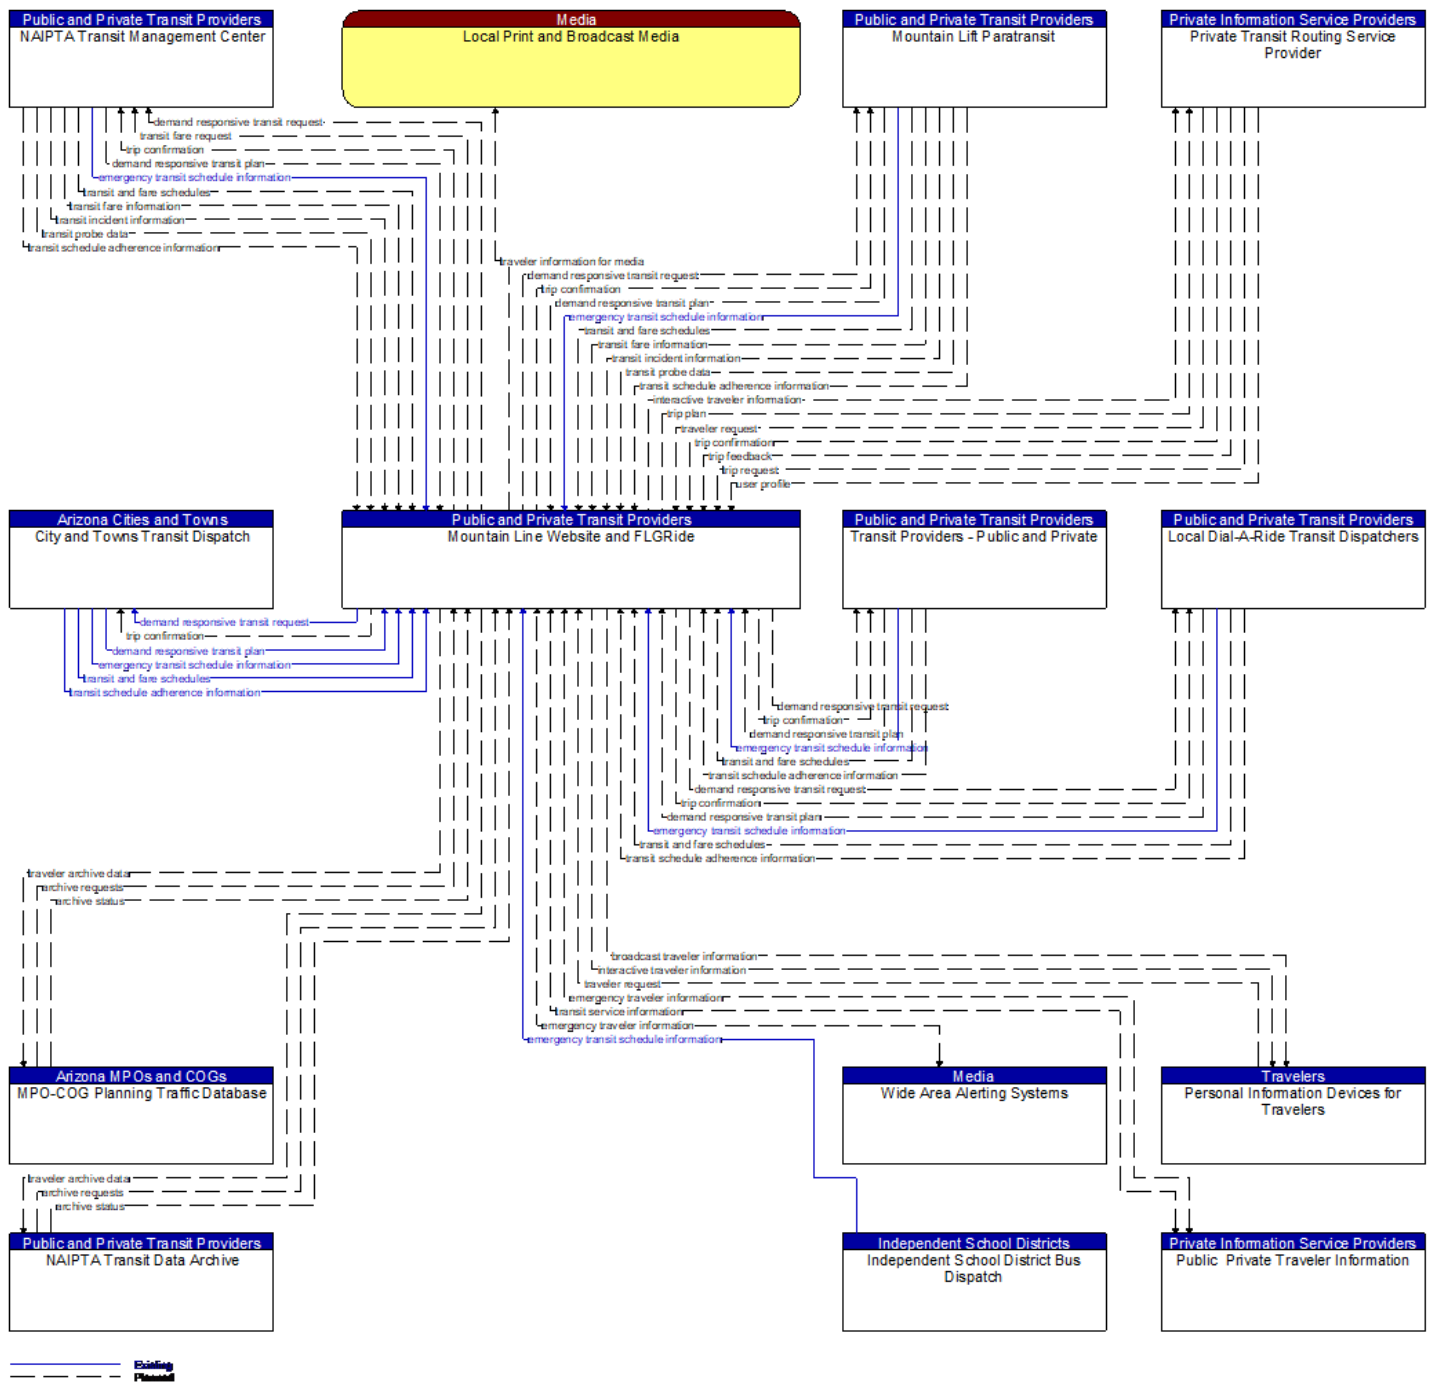 Public and Private Transit Providers
NAIPTA Transit Management Center
Media
Local Print and Broadcast Media
Public and Private Transit Providers
Mountain Lift Paratransit
Private Information Service Providers
Private Transit Routing Service
Provider
demand responsive transit request
transit fare request
trip confirmation
demand responsive transit plan
emergency transit schedule information
transit and fare schedules
transit fare information
transit incident information
transit probe data
transit schedule adherence information
traveler information for media
demand responsive transit request
trip confirmation
demand responsive transit plan
emergency transit schedule information
transit and fare schedules
transit fare information
transit incident information
transit probe data
transit schedule adherence information
interactive traveler information
trip plan
traveler request
trip confirmation
trip feedback
trip request
user profile
Arizona Cities and Towns
City and Towns Transit Dispatch
Public and Private Transit Providers
Mountain Line Website and FLGRide
Public and Private Transit Providers
Transit Providers - Public and Private
Public and Private Transit Providers
Local Dial-A-Ride Transit Dispatchers
demand responsive transit request
trip confirmation
demand responsive transit plan
emergency transit schedule information
transit and fare schedules
transit schedule adherence information
demand responsive transit request
trip confirmation
demand responsive transit plan
emergency transit schedule information
transit and fare schedules
transit schedule adherence information
demand responsive transit request
trip confirmation
demand responsive transit plan
emergency transit schedule information
transit and fare schedules
transit schedule adherence information
traveler archive data
archive requests
archive status
broadcast traveler information
interactive traveler information
traveler request
emergency traveler information
transit service information
emergency traveler information
emergency transit schedule information
Arizona MPOs and COGs
MPO-COG Planning Traffic Database
Media
Wide Area Alerting Systems
Travelers
Personal Information Devices for
Travelers
traveler archive data
archive requests
archive status
Public and Private Transit Providers
NAIPTA Transit Data Archive
Independent School Districts
Independent School District Bus
Dispatch
Private Information Service Providers
Public Private Traveler Information
Existing
Planned